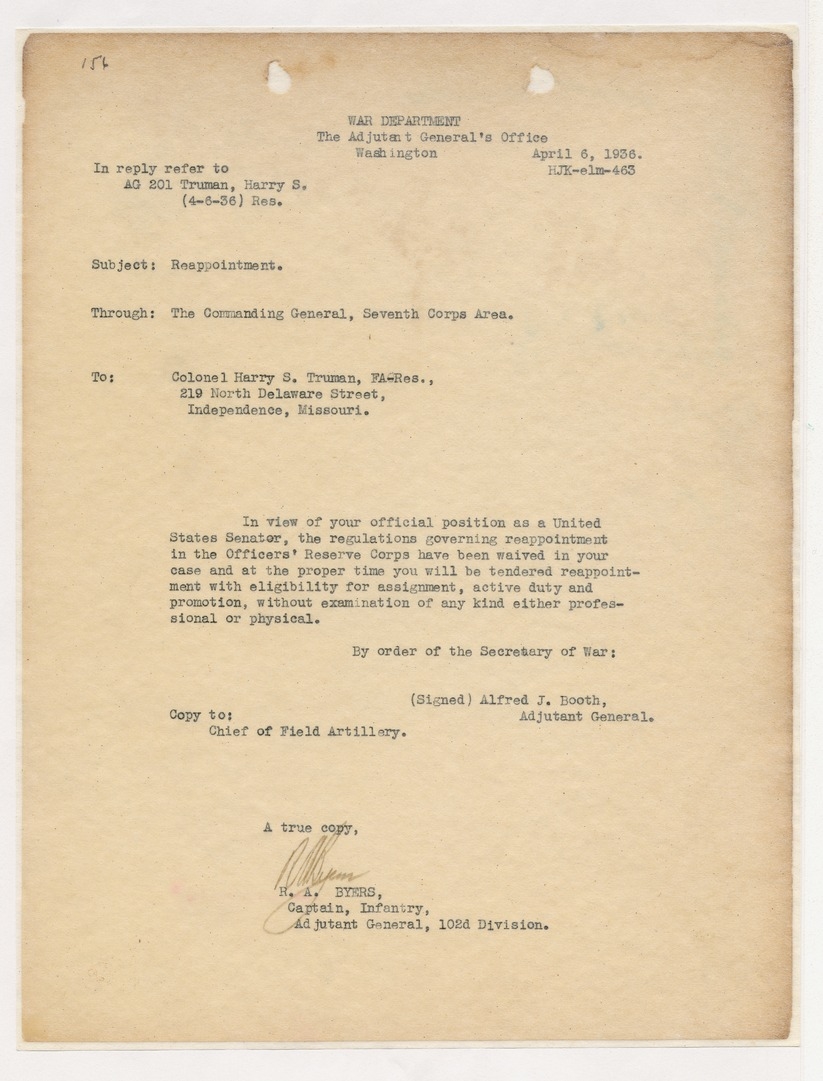 156
WAR DEPARTMENT
The Adjutant General's Office
Washington April 6, 1936.
In reply refer to HJK-elm-463
AG 201 Truman, Harry S.
(4-6-36) Res.
Subject: Reappointment.
Through: The Commanding General, Seventh Corps Area.
To: Colonel Harry S. Truman, FA-Res.,
219 North Delaware Street,
Independence, Missouri.
In view of your official position as a United
States Senator, the regulations governing reappointment
in the Officers' Reserve Corps have been waived in your
case and at the proper time you will be tendered reappoint-
ment with eligibility for assignment, active duty and
promotion, without examination of any kind either profes-
sional or physical.
By order of the Secretary of War:
(Signed) Alfred J. Booth,
Copy to: Adjutant General.
Chief of Field Artillery.
A true copy,
RAByers
R. A. BYERS,
Captain, Infantry,
Adjutant General, 102d Division.